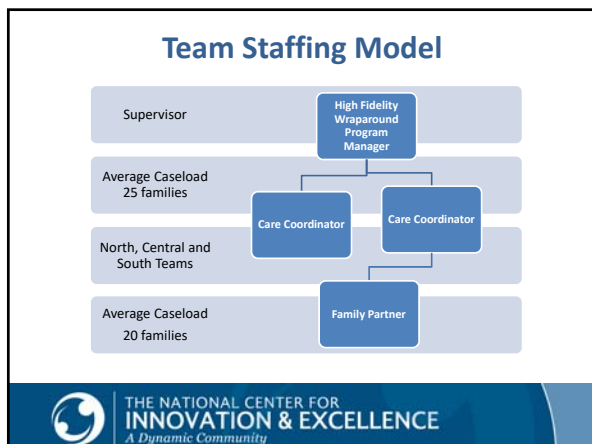 Team Staffing Model
Supervisor
High Fidelity
Wraparound
Program
Manager
Average Caseload
25 families
Care Coordinator
Care Coordinator
North, Central and
South Teams
Average Caseload
20 families
Family Partner
THE NATIONAL CENTER FOR
INNOVATION & EXCELLENCE
A Dynamic Community